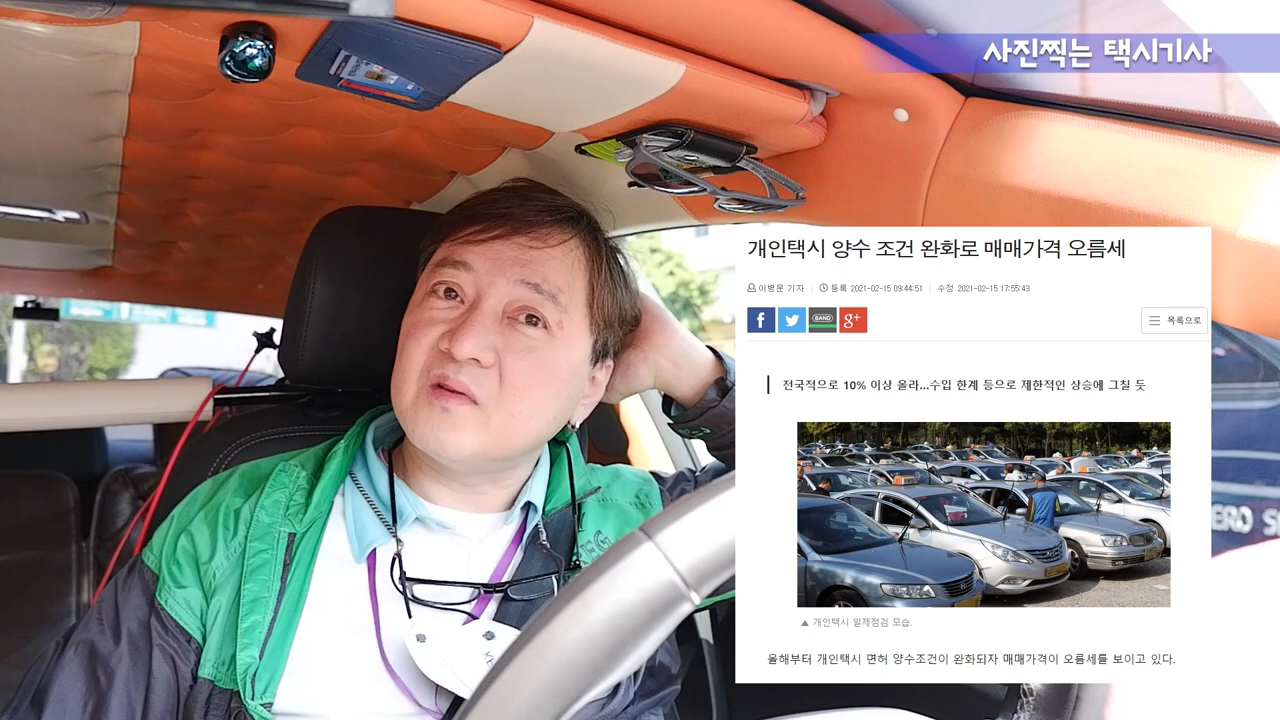 사진찍는 택시기사
개인택시 양수 조건 완화로 매매가격 오름세
이병문 기자 등록 2021-02-15 09:44:51 수정 2021-02-15 17:55:43
f BAND g+
목록으로
전국적으로 10% 이상 올라...수입 한계 등으로 제한적인 상승에 그칠 듯
▲ 개인택시 일제점검 모습.
올해부터 개인택시 면허 양수조건이 완화되자 매매가격이 오름세를 보이고 있다.